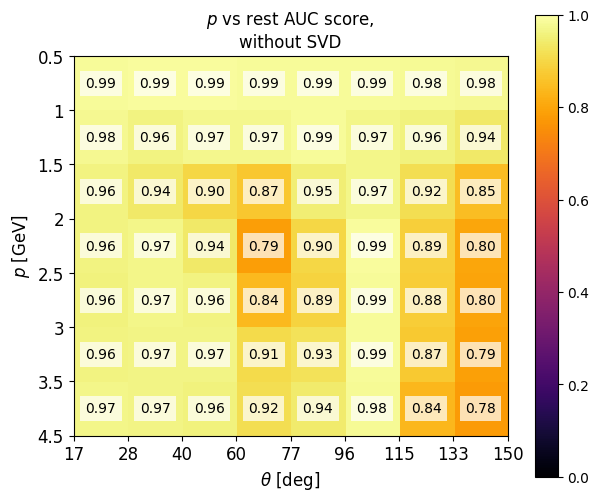 p vs rest AUC score,
without SVD
0.5
0.99 0.99 0.99 0.99 0.99 0.98 0.98
1
0.98 0.96 0.97 0.97 0.99 0.97 0.96 0.94
1.5
0.96 0.94 0.90 0.87 0.95 0.97 0.92 0.85
2
0.96 0.97 0.94 0.79 0.90 0.99 0.89 0.80
2.5
0.96 0.97 0.96 0.84 0.89 0.99 0.88 0.80
3
0.96 0.97 0.97 0.91 0.93 0.99 0.87 0.79
3.5
0.97 0.97 0.96 0.92 0.94 0.98 0.84 0.78
4.5
p [GeV]
17 28 40 60 77 96 115 133 150
θ [deg]
1.0
0.8
0.6
0.4
0.2
0.0